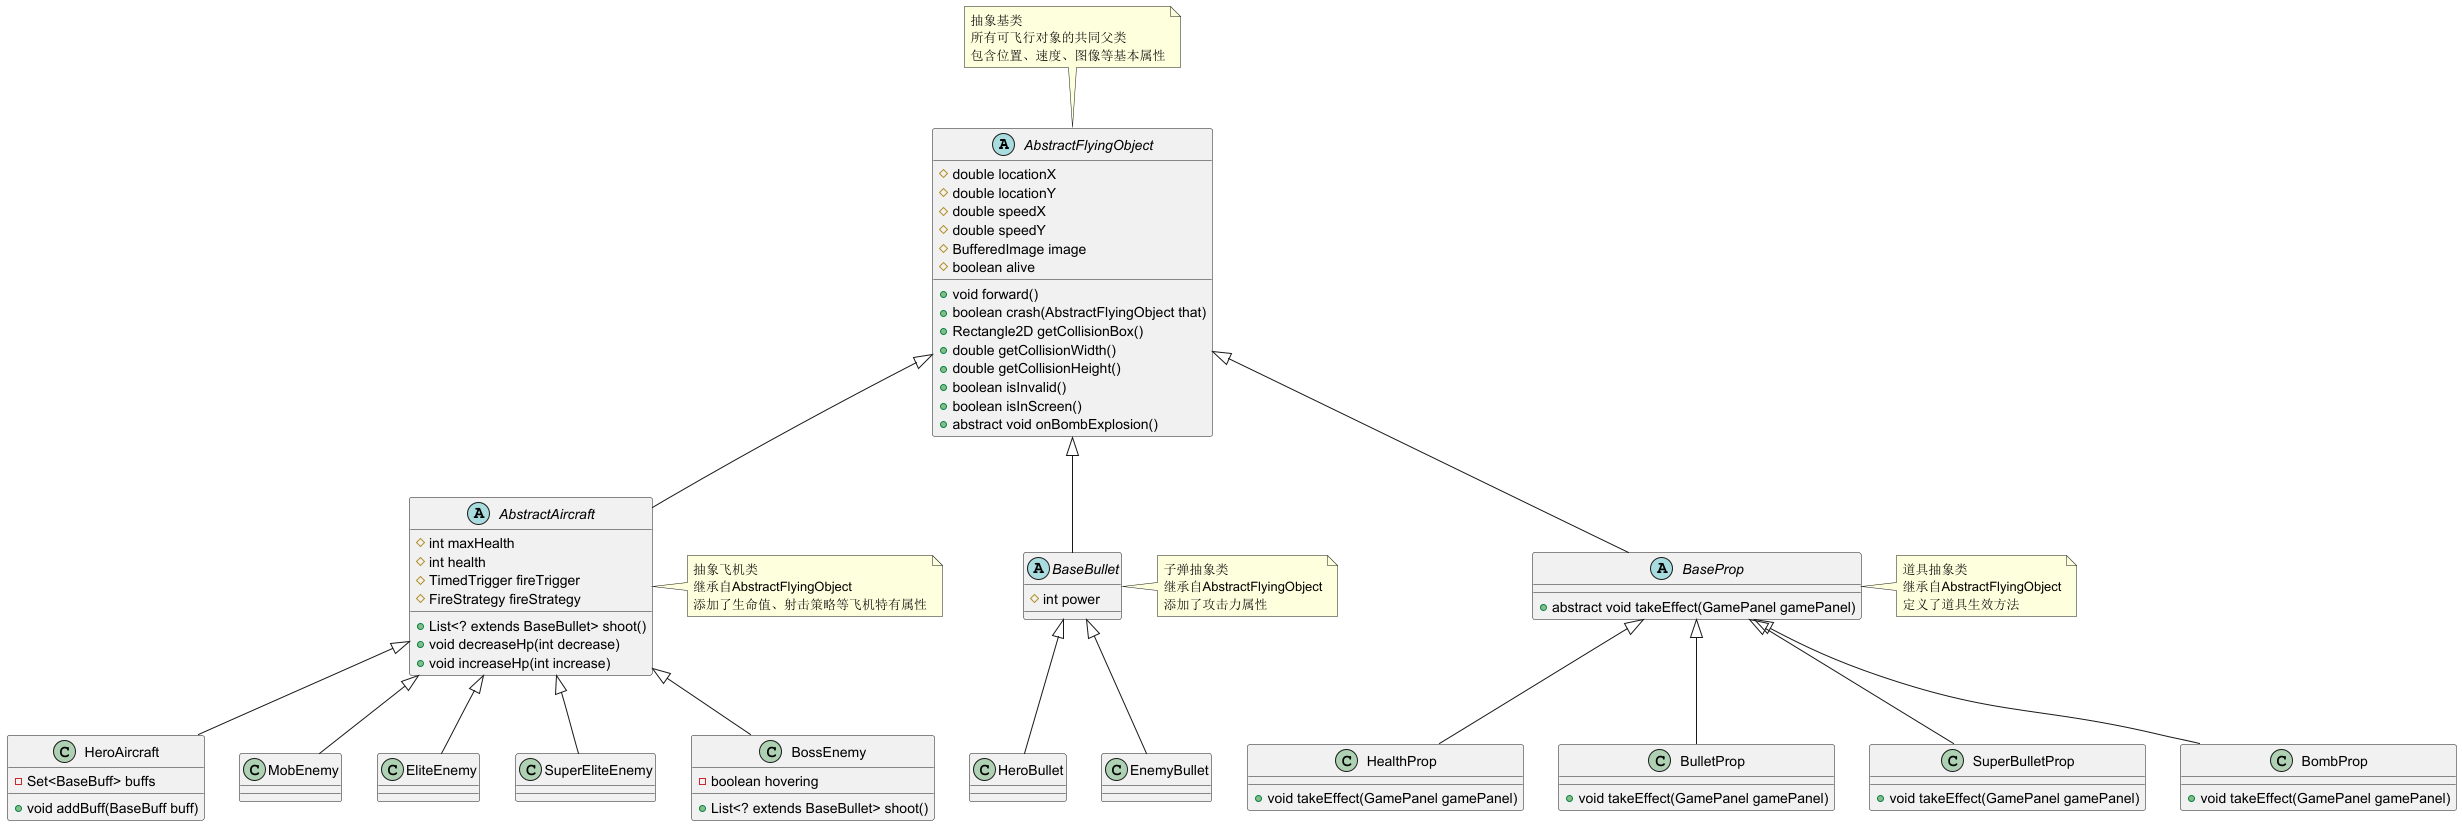 抽象基类
所有可飞行对象的共同父类
包含位置、速度、图像等基本属性
A AbstractFlyingObject
double locationX
double locationY
double speedX
double speedY
BufferedImage image
boolean alive
void forward()
boolean crash(AbstractFlyingObject that)
Rectangle2D getCollisionBox()
double getCollisionWidth()
double getCollisionHeight()
boolean isInvalid()
boolean isInScreen()
abstract void onBombExplosion()
A AbstractAircraft
int maxHealth
int health
TimedTrigger fireTrigger
FireStrategy fireStrategy
List<? extends BaseBullet> shoot()
void decreaseHp(int decrease)
void increaseHp(int increase)
抽象飞机类
继承自AbstractFlyingObject
添加了生命值、射击策略等飞机特有属性
A BaseBullet
int power
子弹抽象类
继承自AbstractFlyingObject
添加了攻击力属性
A BaseProp
abstract void takeEffect(GamePanel gamePanel)
道具抽象类
继承自AbstractFlyingObject
定义了道具生效方法
C HeroAircraft
Set<BaseBuff> buffs
void addBuff(BaseBuff buff)
C MobEnemy
C EliteEnemy
C SuperEliteEnemy
C BossEnemy
boolean hovering
List<? extends BaseBullet> shoot()
C HeroBullet
C EnemyBullet
C HealthProp
void takeEffect(GamePanel gamePanel)
C BulletProp
void takeEffect(GamePanel gamePanel)
C SuperBulletProp
void takeEffect(GamePanel gamePanel)
C BombProp
void takeEffect(GamePanel gamePanel)